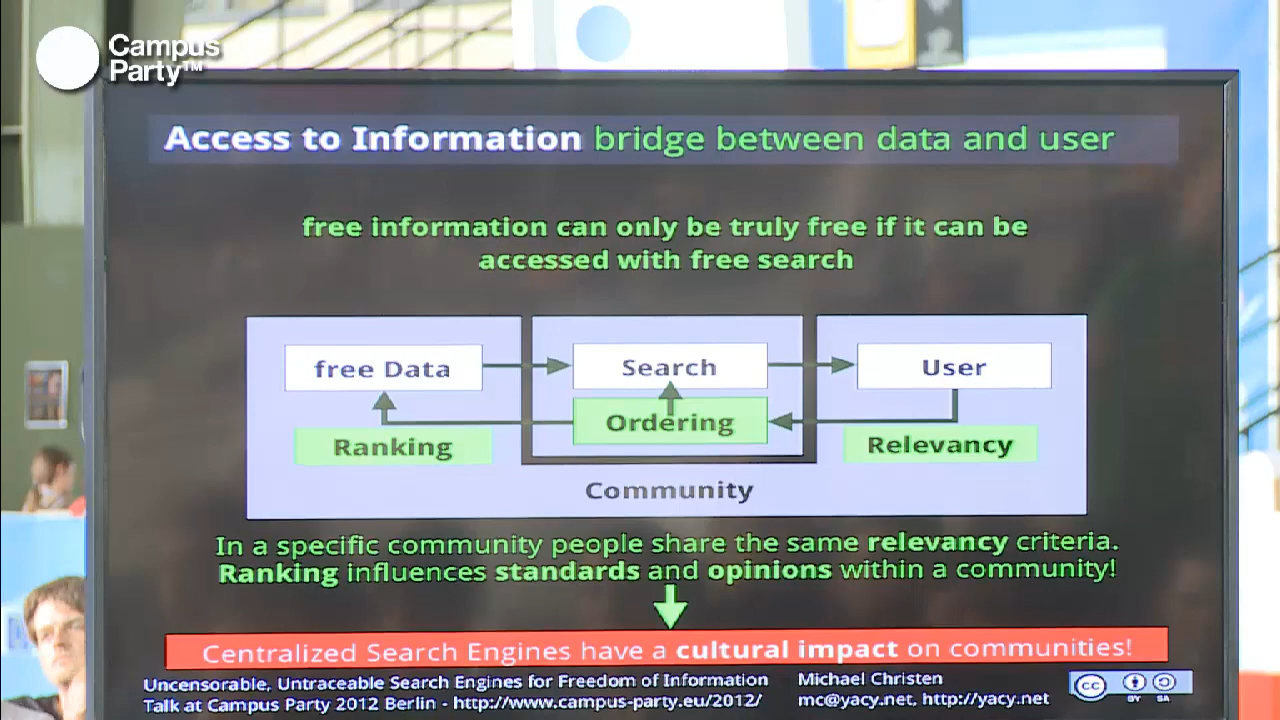 Campus
Party™
Access to Information bridge between data and user
free information can only be truly free if it can be
accessed with free search
free Data
Search
User
Ordering
Ranking
Relevancy
Community
In a specific community people share the same relevancy criteria.
Ranking influences standards and opinions within a community!
Centralized Search Engines have a cultural impact on communities!
Uncensorable, Untraceable Search Engines for Freedom of Information
Talk at Campus Party 2012 Berlin - http://www.campus-party.eu/2012/
Michael Christen
mc@yacy.net, http://yacy.net
cc
BY SA